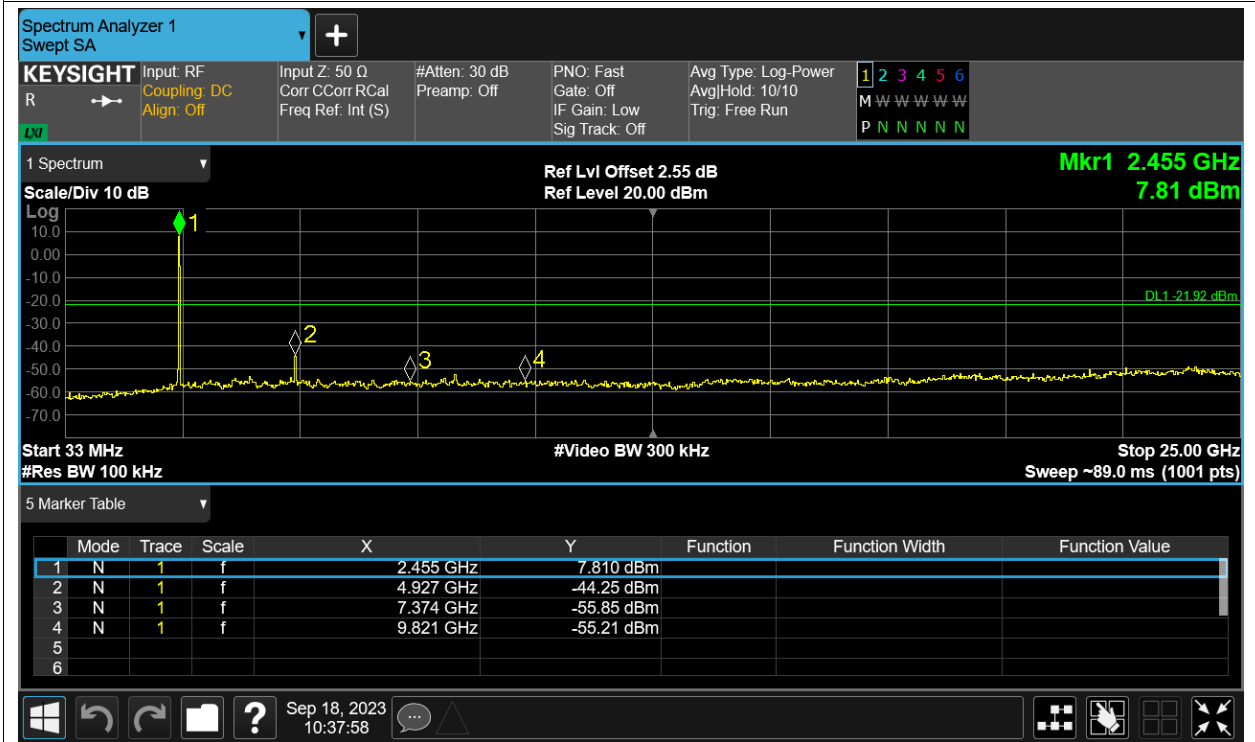 Spectrum Analyzer 1
Swept SA
+
KEYSIGHT
R
LXI
Input: RF
Coupling: DC
Align: Off
Input Z: 50 Ω
Corr CCorr RCal
Freq Ref: Int (S)
#Atten: 30 dB
Preamp: Off
PNO: Fast
Gate: Off
IF Gain: Low
Sig Track: Off
Avg Type: Log-Power
Avg|Hold: 10/10
Trig: Free Run
1 2 3 4 5 6
M W W W W W
P N N N N N
1 Spectrum
Scale/Div 10 dB
Ref Lvl Offset 2.55 dB
Ref Level 20.00 dBm
Mkr1 2.455 GHz
7.81 dBm
Log
10.0
0.00
-10.0
-20.0
-30.0
-40.0
-50.0
-60.0
-70.0
1
2
3
4
DL1 -21.92 dBm
Start 33 MHz
#Video BW 300 kHz
Stop 25.00 GHz
#Res BW 100 kHz
Sweep ~89.0 ms (1001 pts)
5 Marker Table
Mode Trace Scale X Y Function Function Width Function Value
1 N 1 f 2.455 GHz 7.810 dBm
2 N 1 f 4.927 GHz -44.25 dBm
3 N 1 f 7.374 GHz -55.85 dBm
4 N 1 f 9.821 GHz -55.21 dBm
5
6
?
Sep 18, 2023
10:37:58